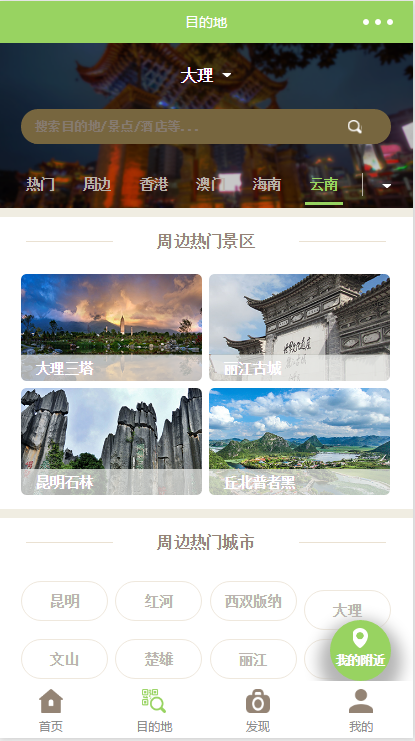 目的地
大理
搜索目的地/景点/酒店等...
热门 周边 香港 澳门 海南 云南
周边热门景区
大理三塔 丽江古城
昆明石林 丘北普者黑
周边热门城市
昆明 红河 西双版纳 大理
文山 楚雄 丽江
我的附近
首页 目的地 发现 我的